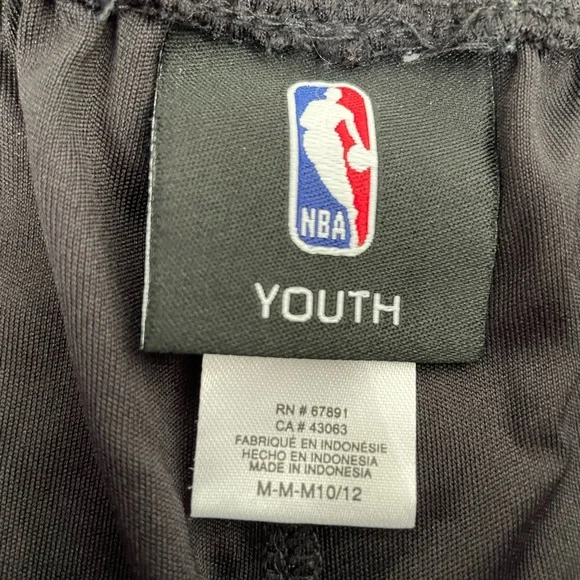 NBA
YOUTH
RN # 67891
CA # 43063
FABRIQUÉ EN INDONÉSIE
HECHO EN INDONESIA
MADE IN INDONESIA
M-M-M10/12